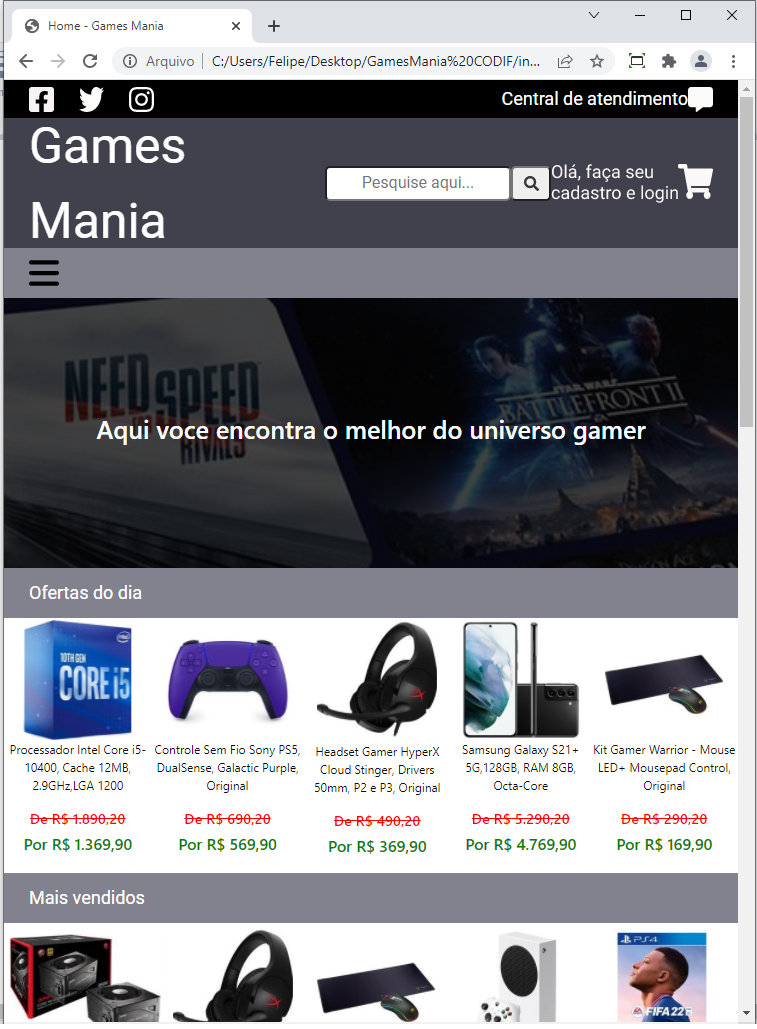 Home - Games Mania
Arquivo
C:/Users/Felipe/Desktop/GamesMania%20CODIF/in...
Central de atendimento
Games
Mania
Pesquise aqui...
Olá, faça seu
cadastro e login
NEED SPEED
RIVALS
STAR WARS
BATTLEFRONT II
Aqui voce encontra o melhor do universo gamer
Ofertas do dia
intel
10TH GEN
CORE i5
Processador Intel Core i5-
10400, Cache 12MB,
2.9GHz,LGA 1200
De R$ 1.890,20
Por R$ 1.369,90
Controle Sem Fio Sony PS5,
DualSense, Galactic Purple,
Original
De R$ 690,20
Por R$ 569,90
Headset Gamer HyperX
Cloud Stinger, Drivers
50mm, P2 e P3, Original
De R$ 490,20
Por R$ 369,90
Samsung Galaxy S21+
5G,128GB, RAM 8GB,
Octa-Core
De R$ 5.290,20
Por R$ 4.769,90
Kit Gamer Warrior - Mouse
LED+ Mousepad Control,
Original
De R$ 290,20
Por R$ 169,90
Mais vendidos
PS4
FIFA 22